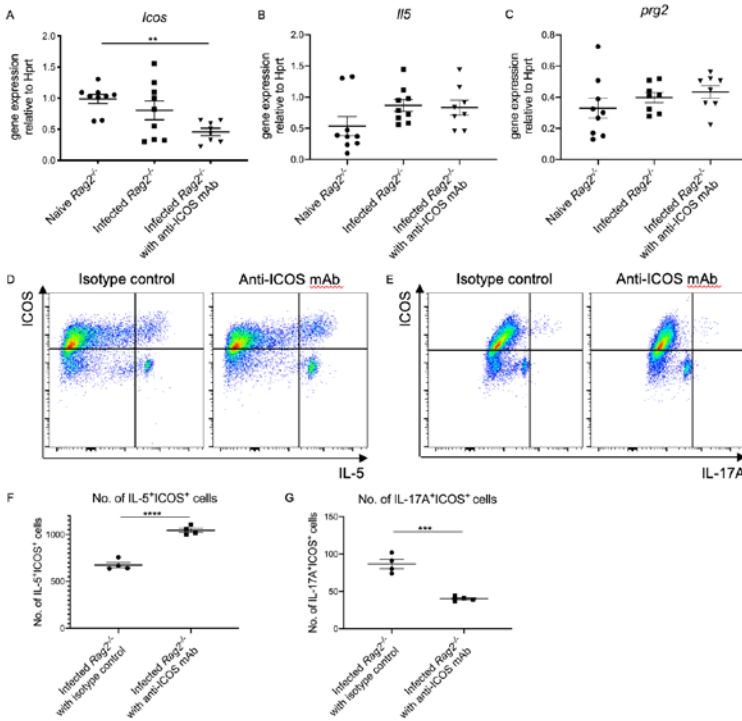 A
Icos
**
gene expression
relative to Hprt
2.0
1.5
1.0
0.5
0.0
Naive Rag2-/-
Infected Rag2-/-
Infected Rag2-/-
with anti-ICOS mAb
B
Il5
gene expression
relative to Hprt
2.0
1.5
1.0
0.5
0.0
Naive Rag2-/-
Infected Rag2-/-
Infected Rag2-/-
with anti-ICOS mAb
C
prg2
gene expression
relative to Hprt
0.8
0.6
0.4
0.2
0.0
Naive Rag2-/-
Infected Rag2-/-
Infected Rag2-/-
with anti-ICOS mAb
D
Isotype control
Anti-ICOS mAb
ICOS
IL-5
E
Isotype control
Anti-ICOS mAb
ICOS
IL-17A
F
No. of IL-5+ICOS+ cells
****
No. of IL-5+ICOS+ cells
1000
500
0
Infected Rag2-/-
with isotype control
Infected Rag2-/-
with anti-ICOS mAb
G
No. of IL-17A+ICOS+ cells
***
No. of IL-17A+ICOS+ cells
150
100
50
0
Infected Rag2-/-
with isotype control
Infected Rag2-/-
with anti-ICOS mAb